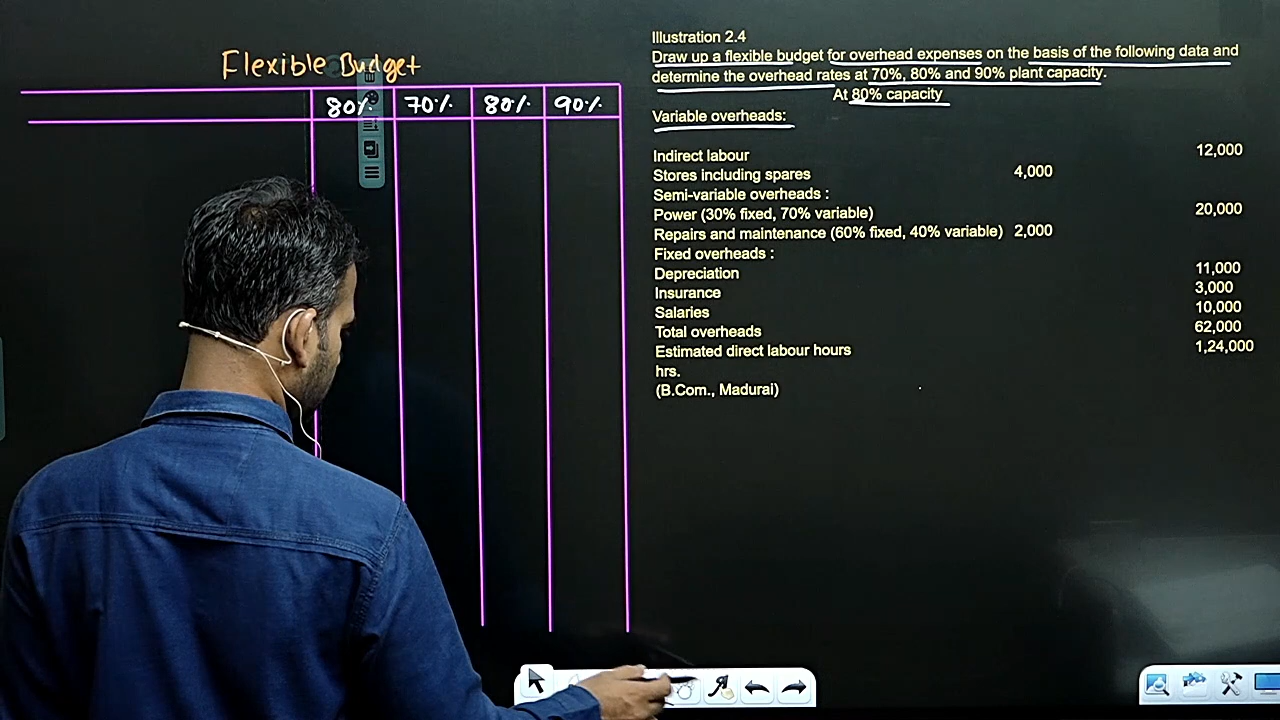 Flexible Budget
80% 70% 80% 90%
Illustration 2.4
Draw up a flexible budget for overhead expenses on the basis of the following data and
determine the overhead rates at 70%, 80% and 90% plant capacity.
At 80% capacity
Variable overheads:
Indirect labour 12,000
Stores including spares 4,000
Semi-variable overheads :
Power (30% fixed, 70% variable) 20,000
Repairs and maintenance (60% fixed, 40% variable) 2,000
Fixed overheads :
Depreciation 11,000
Insurance 3,000
Salaries 10,000
Total overheads 62,000
Estimated direct labour hours 1,24,000
hrs.
(B.Com., Madurai)